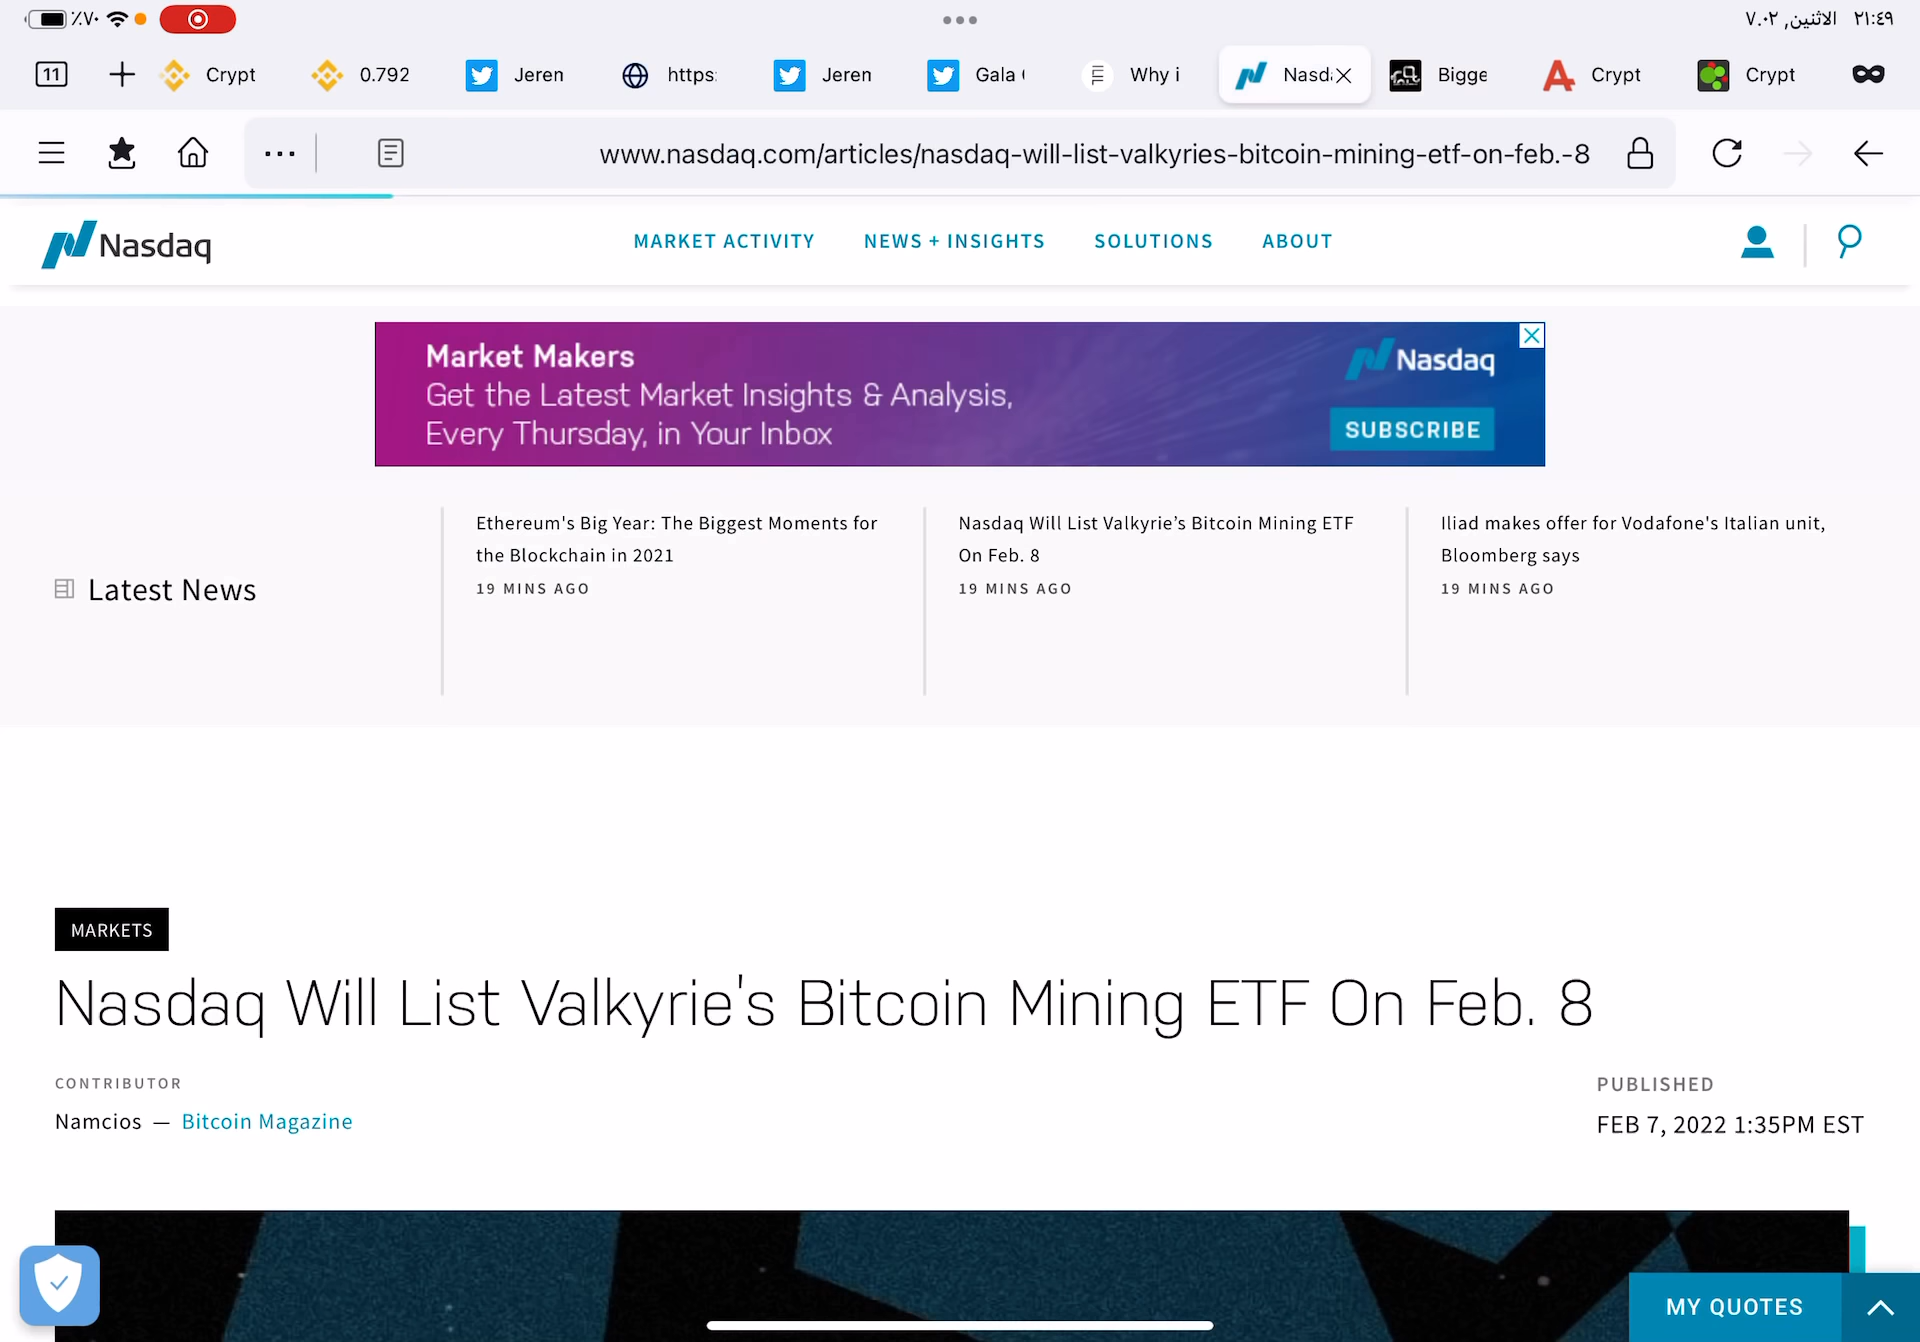 ٪٧٠
الاثنين, ٧.٠٢ ٢١:٤٩
11
Crypt
0.792
Jeren
https:
Jeren
Gala
Why i
Nasd
Bigge
Crypt
Crypt
www.nasdaq.com/articles/nasdaq-will-list-valkyries-bitcoin-mining-etf-on-feb.-8
Nasdaq
MARKET ACTIVITY
NEWS + INSIGHTS
SOLUTIONS
ABOUT
Market Makers
Get the Latest Market Insights & Analysis,
Every Thursday, in Your Inbox
Nasdaq
SUBSCRIBE
Latest News
Ethereum's Big Year: The Biggest Moments for
the Blockchain in 2021
19 MINS AGO
Nasdaq Will List Valkyrie’s Bitcoin Mining ETF
On Feb. 8
19 MINS AGO
Iliad makes offer for Vodafone's Italian unit,
Bloomberg says
19 MINS AGO
MARKETS
Nasdaq Will List Valkyrie's Bitcoin Mining ETF On Feb. 8
CONTRIBUTOR
Namcios — Bitcoin Magazine
PUBLISHED
FEB 7, 2022 1:35PM EST
MY QUOTES